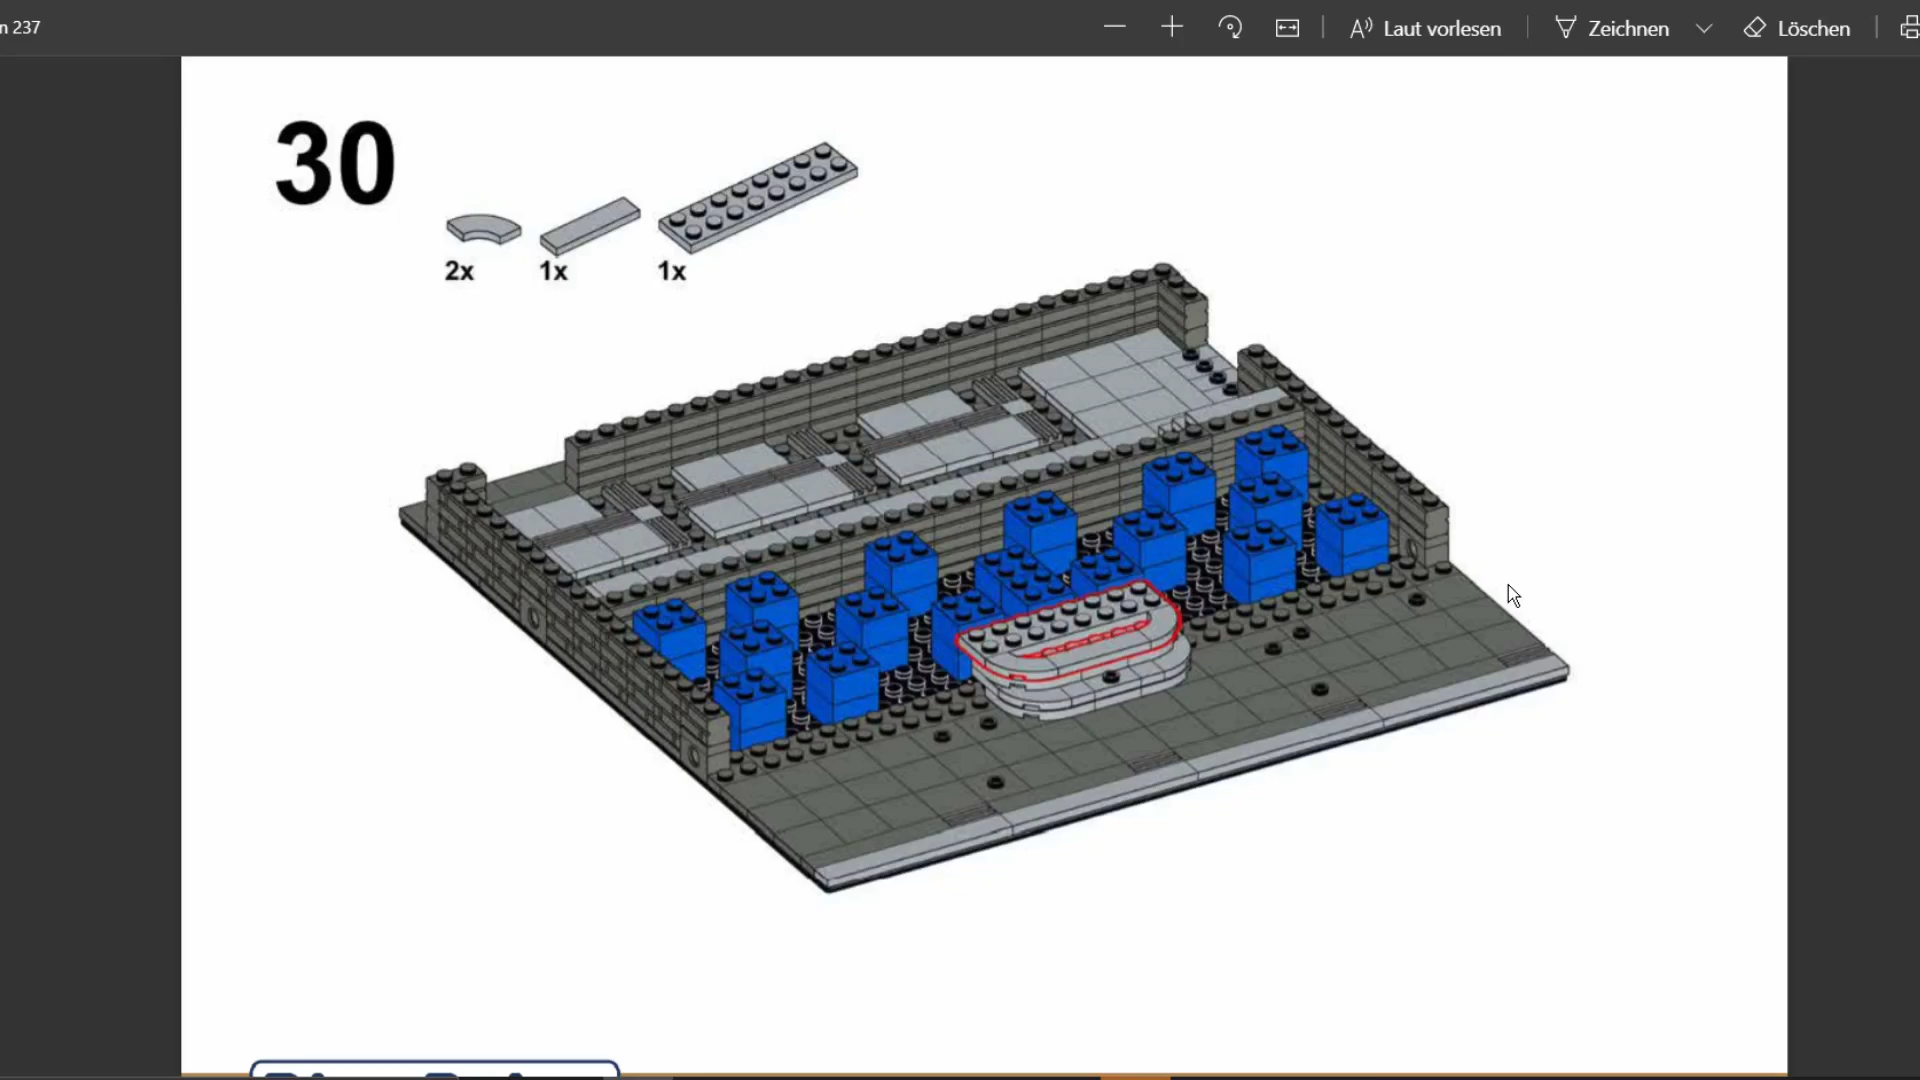 n 237
Laut vorlesen
Zeichnen
Löschen
30
2x
1x
1x